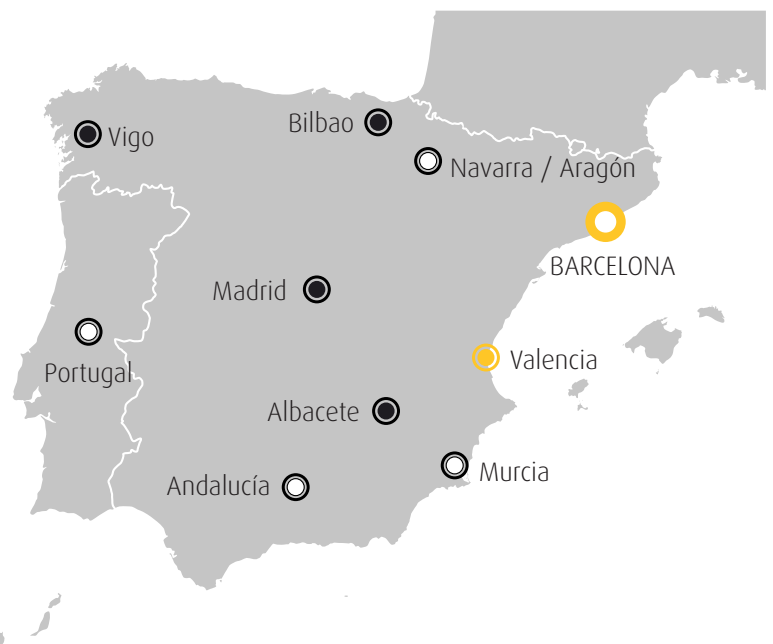 Bilbao
Vigo
Navarra / Aragón
BARCELONA
Madrid
Valencia
Portugal
Albacete
Murcia
Andalucía